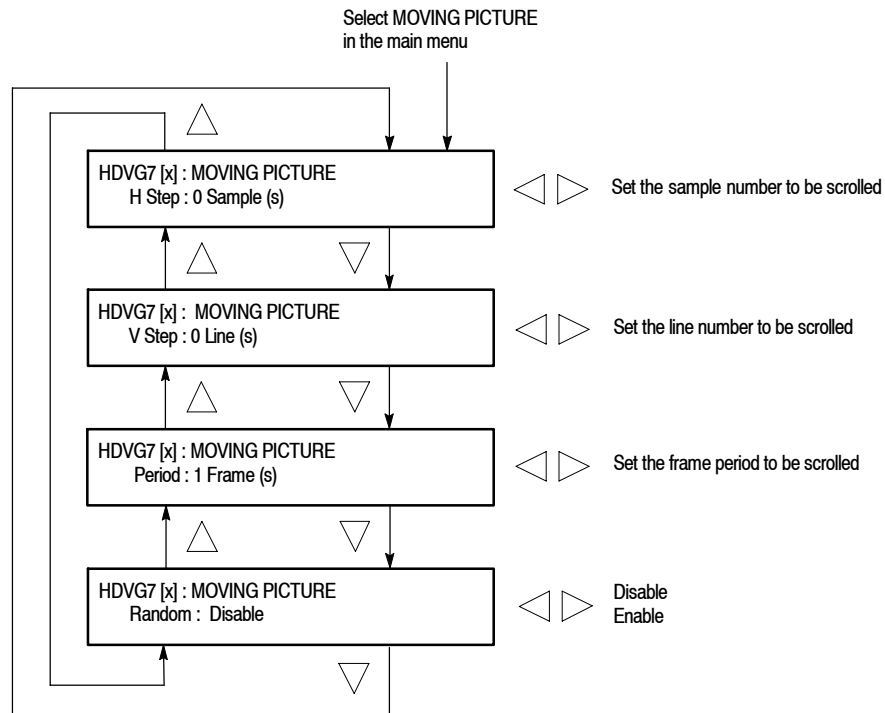 Select MOVING PICTURE
in the main menu
HDVG7 [x] : MOVING PICTURE
H Step : 0 Sample (s)
Set the sample number to be scrolled
HDVG7 [x] :  MOVING PICTURE
V Step : 0 Line (s)
Set the line number to be scrolled
HDVG7 [x] : MOVING PICTURE
Period : 1 Frame (s)
Set the frame period to be scrolled
HDVG7 [x] : MOVING PICTURE
Random :  Disable
Disable
Enable